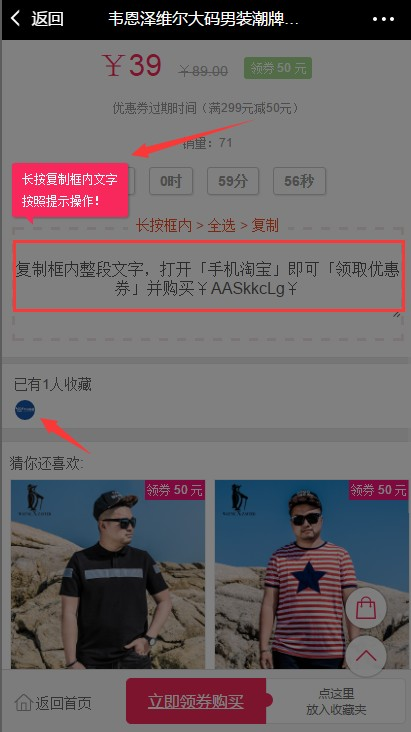 返回
韦恩泽维尔大码男装潮牌...
￥39
￥89.00
领券 50 元
优惠券过期时间（满299元减50元）
销量：71
长按复制框内文字
按照提示操作！
0时
59分
56秒
长按框内 > 全选 > 复制
复制框内整段文字，打开「手机淘宝」即可「领取优惠
券」并购买￥AASkkcLg￥
已有1人收藏
猜你还喜欢:
领券 50 元
领券 50 元
返回首页
立即领券购买
点这里
放入收藏夹